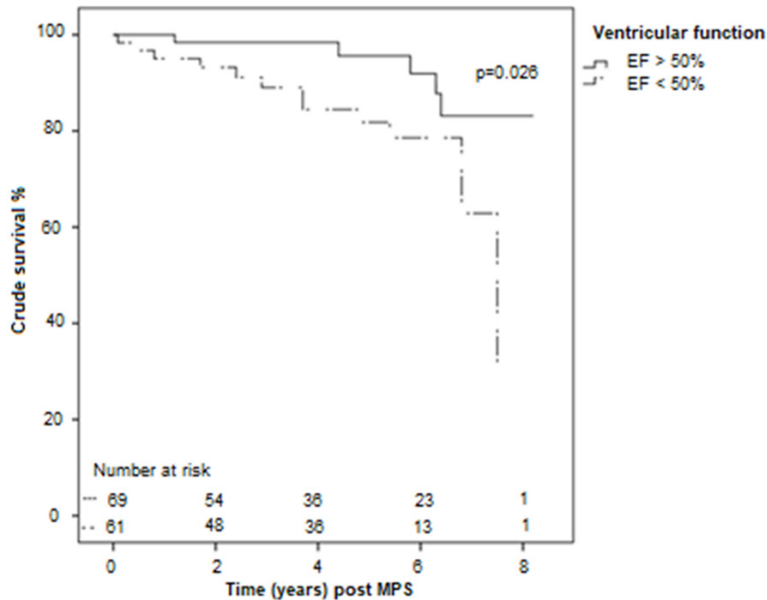 Ventricular function
EF > 50%
EF < 50%
p=0.026
Crude survival %
100
80
60
40
20
0
Number at risk
69 54 36 23 1
61 48 36 13 1
0 2 4 6 8
Time (years) post MPS